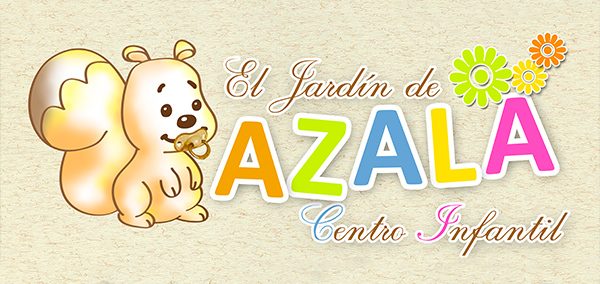 El Jardín de
AZALA
Centro Infantil